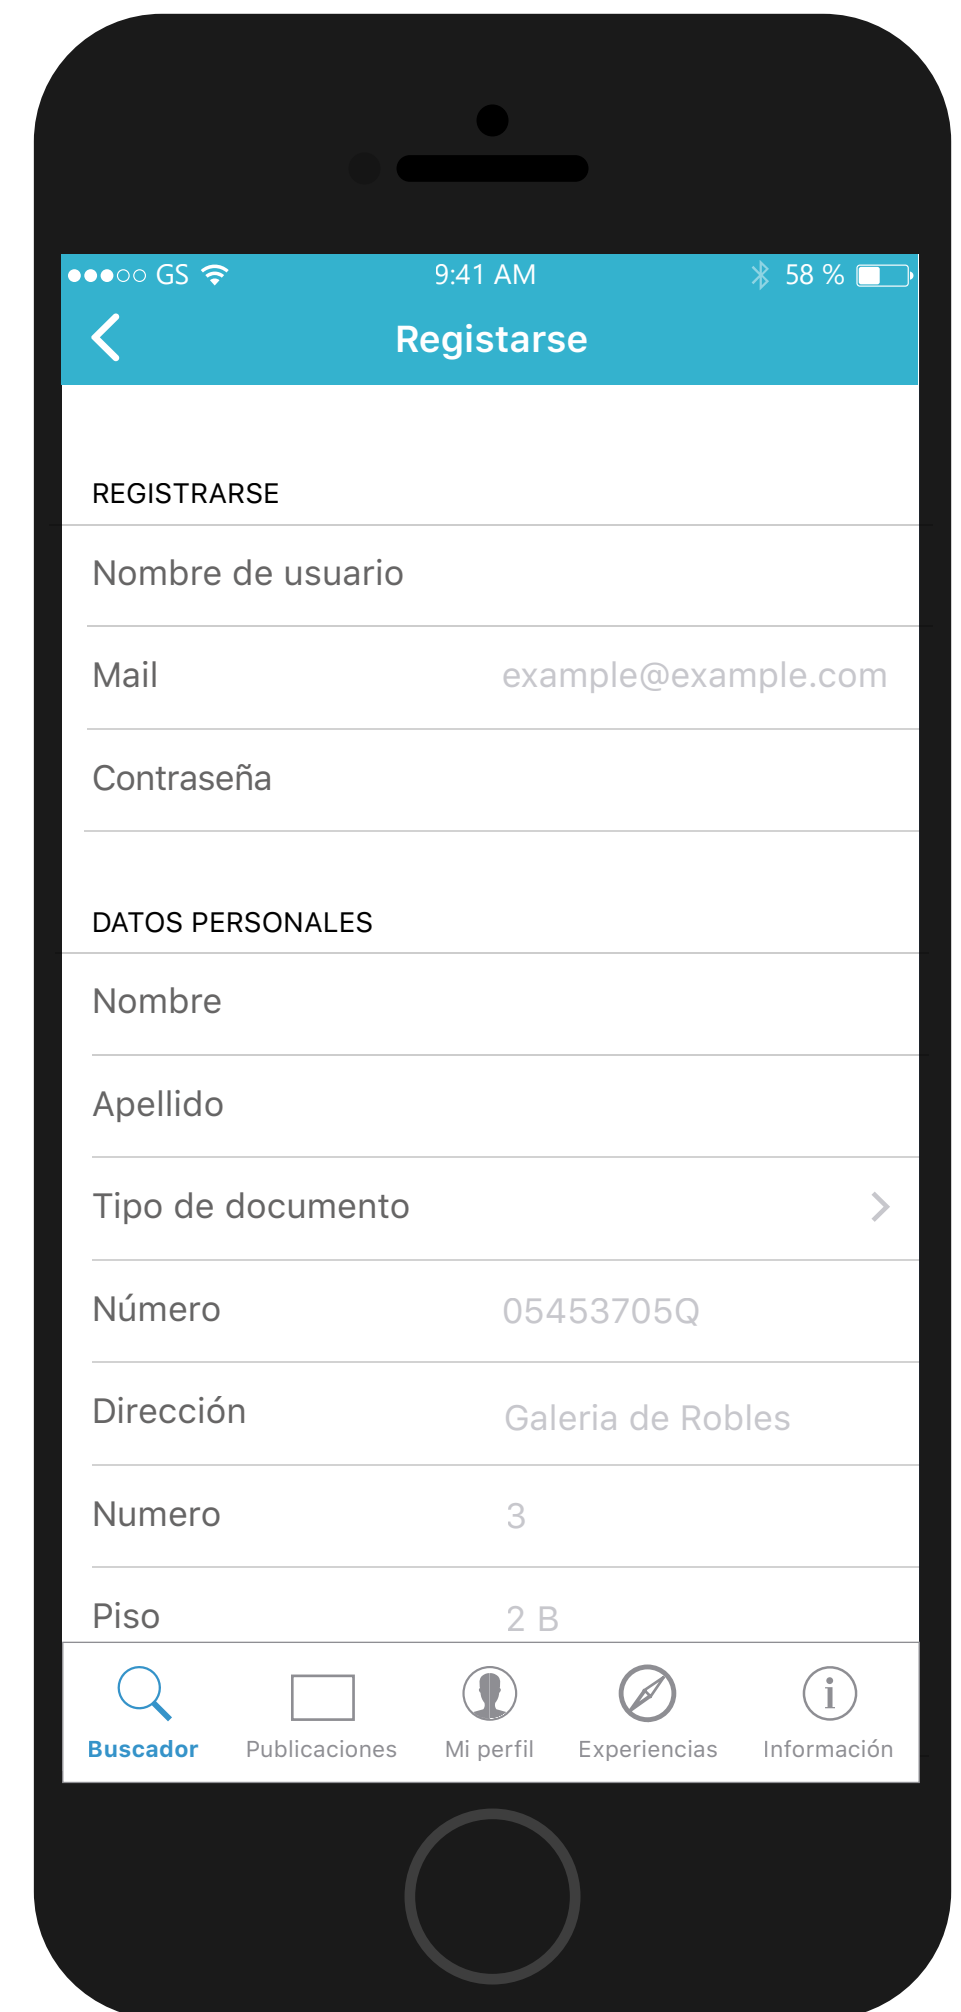 GS 9:41 AM 58 %
Registarse
REGISTRARSE
Nombre de usuario
Mail example@example.com
Contraseña
DATOS PERSONALES
Nombre
Apellido
Tipo de documento
Número 05453705Q
Dirección Galeria de Robles
Numero 3
Piso 2 B
Buscador Publicaciones Mi perfil Experiencias Información